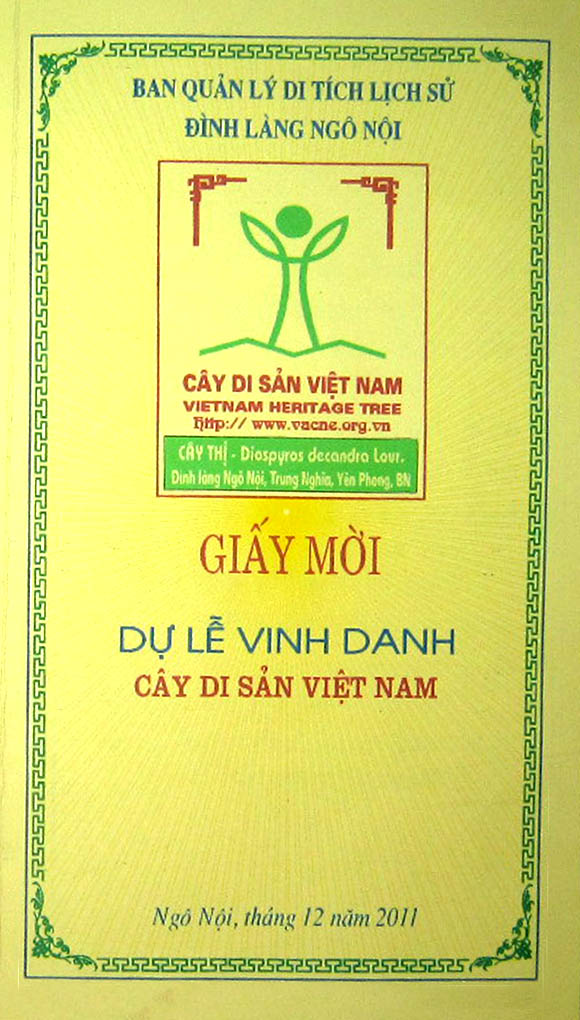 BAN QUẢN LÝ DI TÍCH LỊCH SỬ
ĐÌNH LÀNG NGÔ NỘI
CÂY DI SẢN VIỆT NAM
VIETNAM HERITAGE TREE
http:// www.vacne.org.vn
CÂY THỊ - Diospyros decandra Lour.
Đình làng Ngô Nội, Trung Nghĩa, Yên Phong, BN
GIẤY MỜI
DỰ LỄ VINH DANH
CÂY DI SẢN VIỆT NAM
Ngô Nội, tháng 12 năm 2011